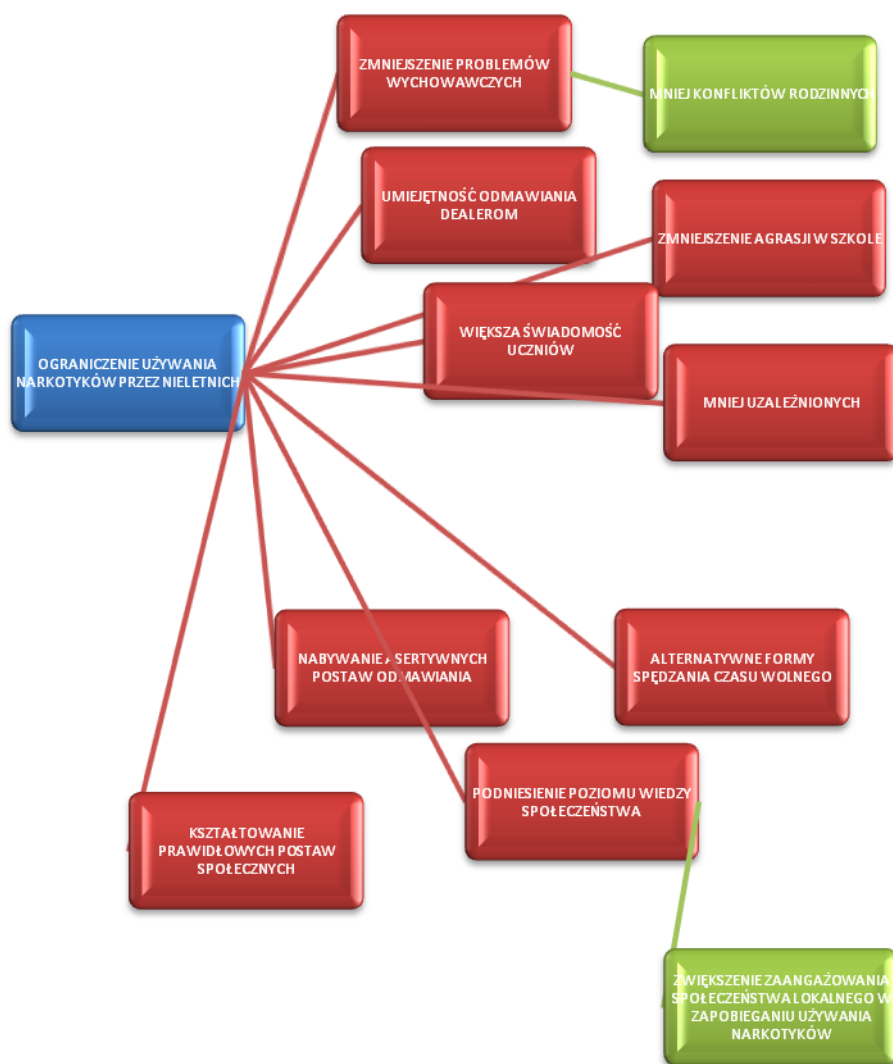 ZMNIEJSZENIE PROBLEMÓW
WYCHOWAWCZYCH
MNIEJ KONFLIKTÓW RODZINNYCH
UMIEJĘTNOŚĆ ODMAWIANIA
DEALEROM
ZMNIEJSZENIE AGRASJI W SZKOLE
WIĘKSZA ŚWIADOMOŚĆ
UCZNIÓW
OGRANICZENIE UŻYWANIA
NARKOTYKÓW PRZEZ NIELETNICH
MNIEJ UZALEŻNIONYCH
NABYWANIE ASERTYWNYCH
POSTAW ODMAWIANIA
ALTERNATYWNE FORMY
SPĘDZANIA CZASU WOLNEGO
PODNIESIENIE POZIOMU WIEDZY
SPOŁECZEŃSTWA
KSZTAŁTOWANIE
PRAWIDŁOWYCH POSTAW
SPOŁECZNYCH
ZWIĘKSZENIE ZAANGAŻOWANIA
SPOŁECZEŃSTWA LOKALNEGO W
ZAPOBIEGANIU UŻYWANIA
NARKOTYKÓW